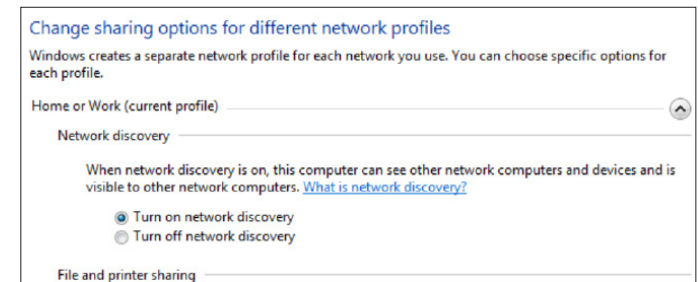 Change sharing options for different network profiles
Windows creates a separate network profile for each network you use. You can choose specific options for
each profile.
Home or Work (current profile)
Network discovery
When network discovery is on, this computer can see other network computers and devices and is
visible to other network computers. What is network discovery?
Turn on network discovery
Turn off network discovery
File and printer sharing